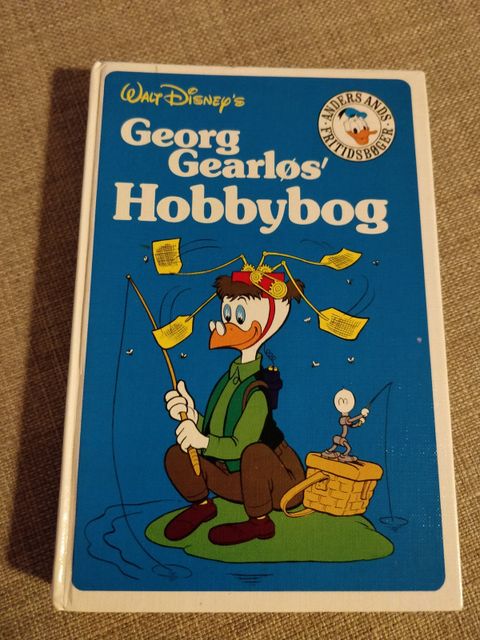 WALT DISNEY'S
Georg
Gearløs'
Hobbybog
ANDERS ANDS
FRITIDSBØGER